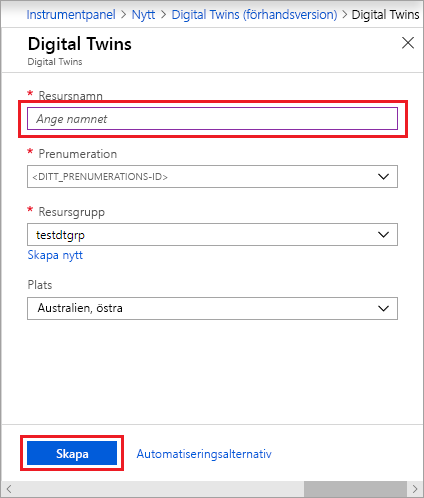 Instrumentpanel > Nytt > Digital Twins (förhandsversion) > Digital Twins
Digital Twins
Digital Twins
* Resursnamn
Ange namnet
* Prenumeration
<DITT_PRENUMERATIONS-ID>
* Resursgrupp
testdtgrp
Skapa nytt
Plats
Australien, östra
Skapa Automatiseringsalternativ